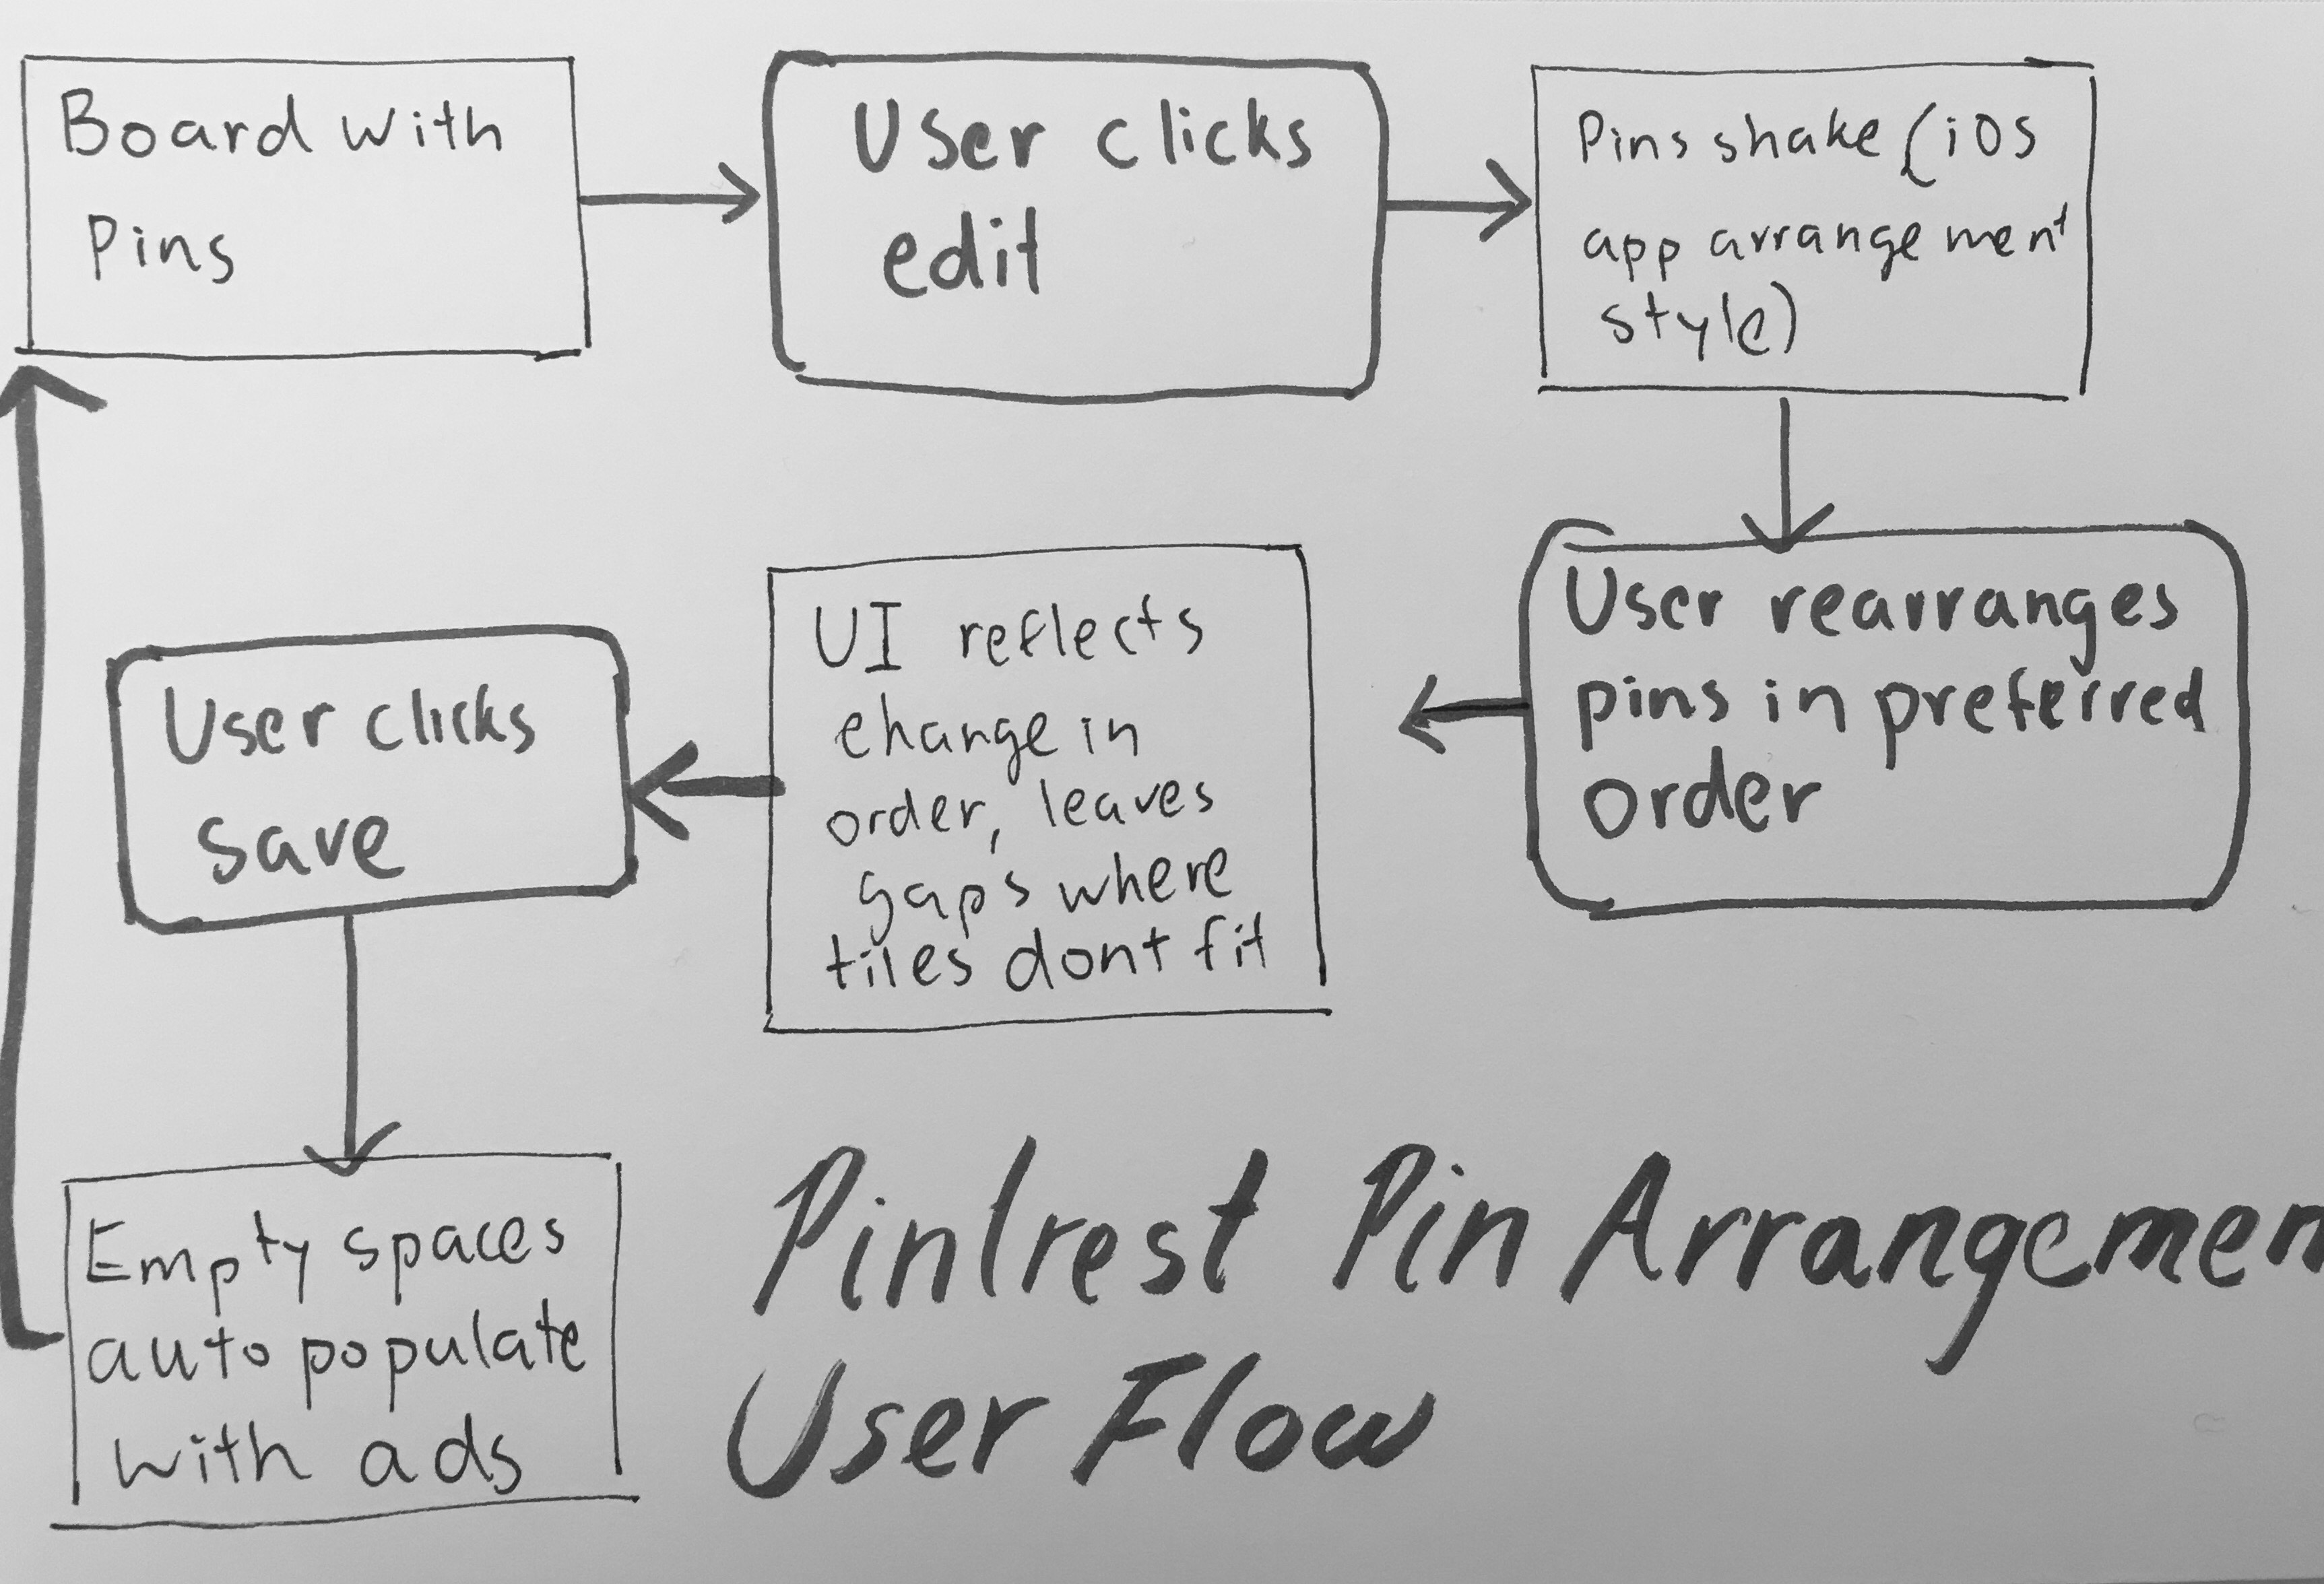 Board with
Pins
User clicks
edit
Pins shake (iOS
app arrangement
style)
User rearranges
pins in preferred
order
UI reflects
change in
order, leaves
gaps where
tiles dont fit
User clicks
save
Empty spaces
auto populate
with ads
Pintrest Pin Arrangemen
User Flow